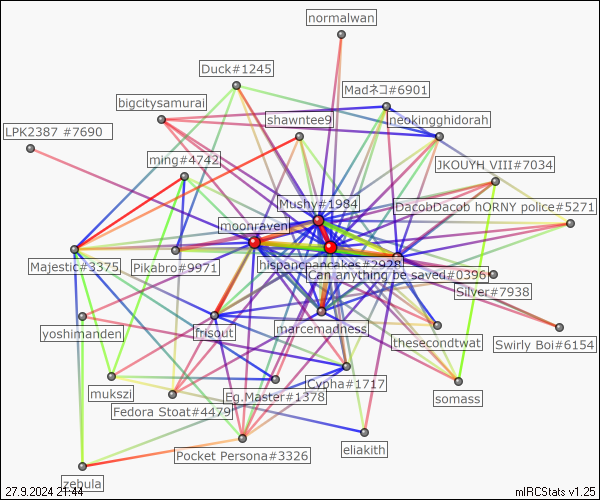 normalwan
Duck#1245
Madネコ#6901
bigcitysamurai
shawntee9
neokingghidorah
LPK2387 #7690
ming#4742
JKOUYH VIII#7034
Mushy#1984
DacobDacob hORNY police#5271
moonraven
Majestic#3375
Pikabro#9971
hispanicpancakes#2928
Can anything be saved#0396
Silver#7938
yoshimanden
frisout
marcemadness
thesecondtwat
Swirly Boi#6154
mukszi
Eg.Master#1378
Cypha#1717
somass
Fedora Stoat#4479
Pocket Persona#3326
eliakith
zebula
27.9.2024 21:44
mIRCStats v1.25